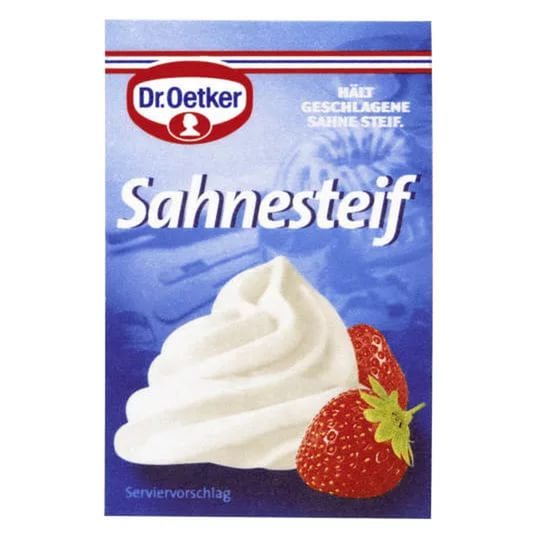 Dr.Oetker
HÄLT
GESCHLAGENE
SAHNE STEIF.
Sahnesteif
Serviervorschlag